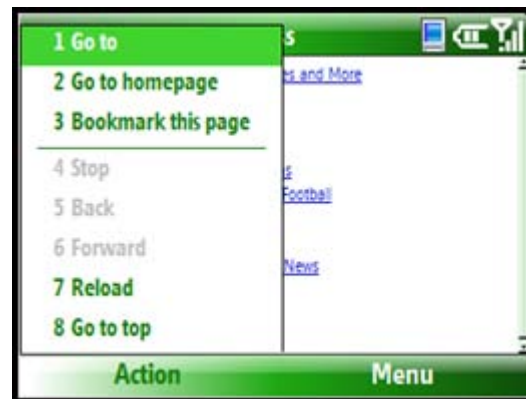 1 Go to
2 Go to homepage
3 Bookmark this page
4 Stop
5 Back
6 Forward
7 Reload
8 Go to top
and More
Football
News
Action
Menu